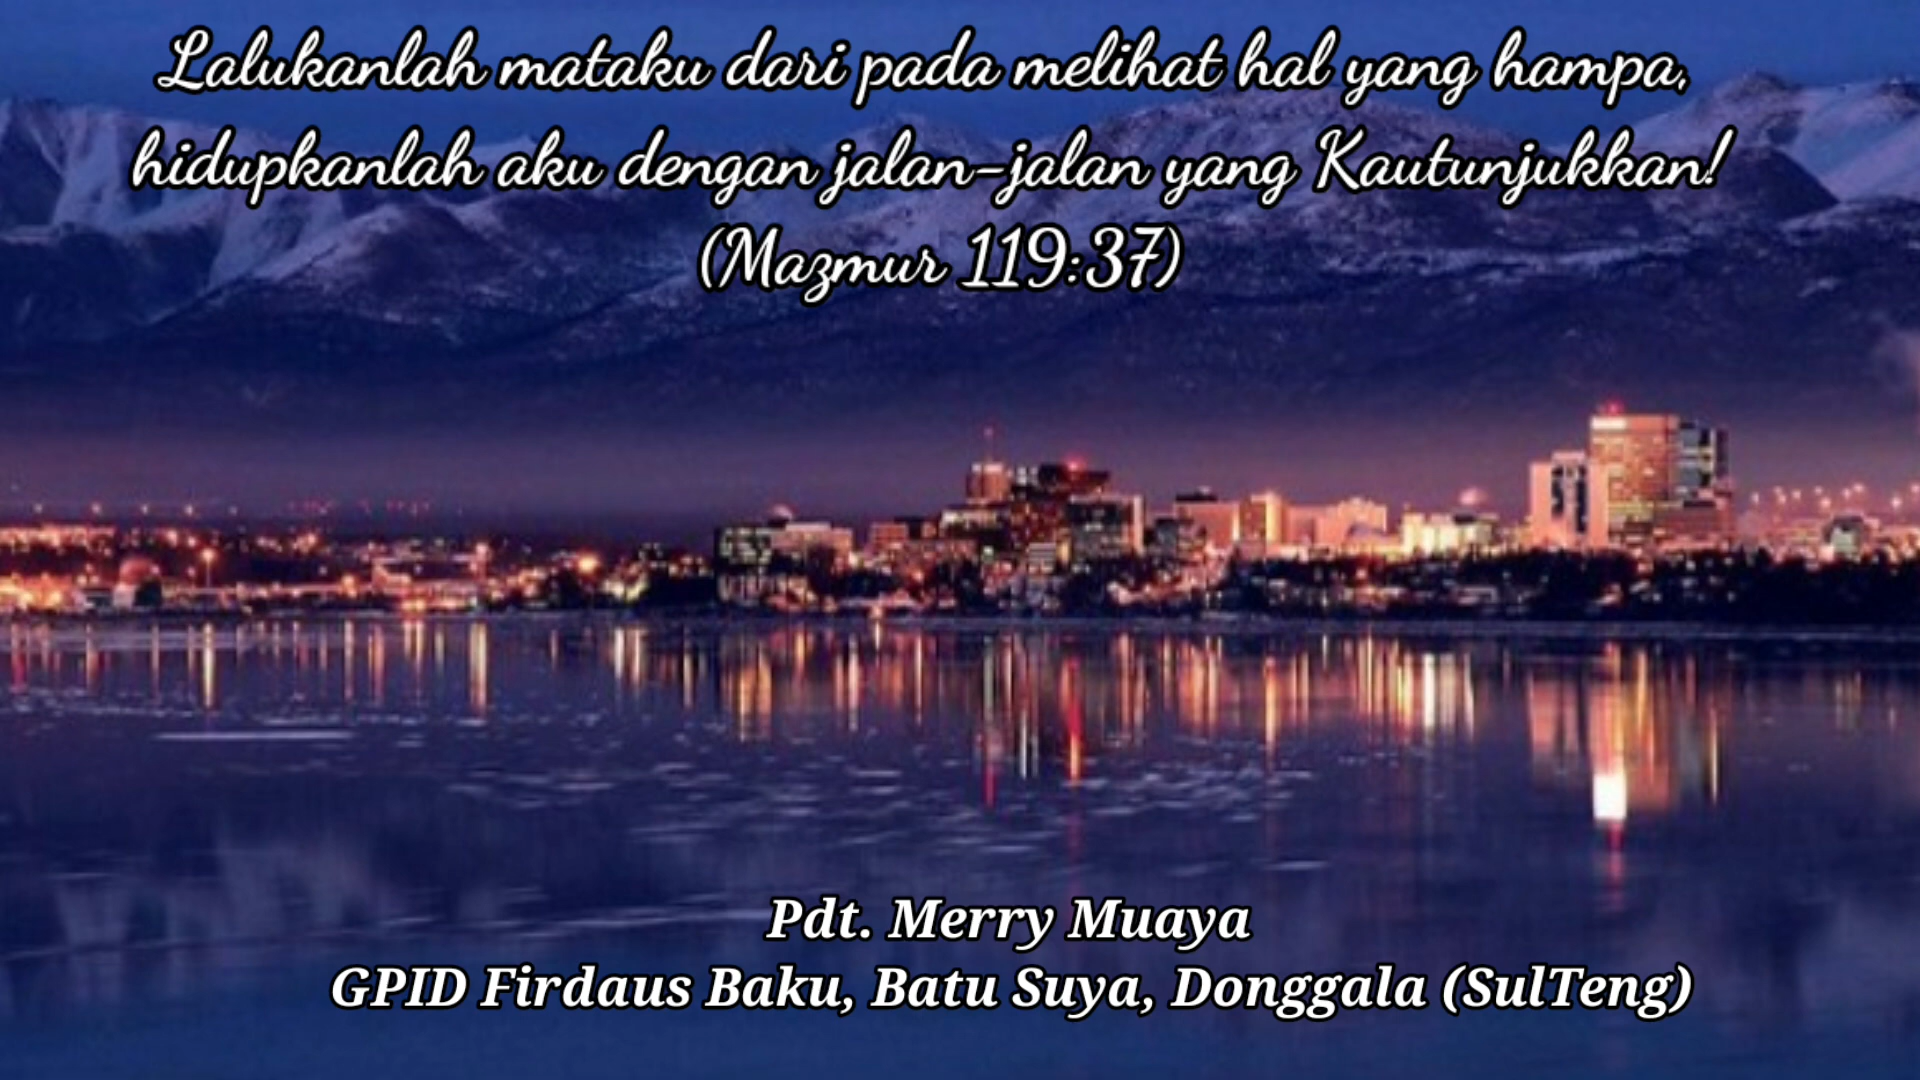 Lalukanlah mataku dari pada melihat hal yang hampa,
hidupkanlah aku dengan jalan-jalan yang Kautunjukkan!
(Mazmur 119:37)
Pdt. Merry Muaya
GPID Firdaus Baku, Batu Suya, Donggala (SulTeng)